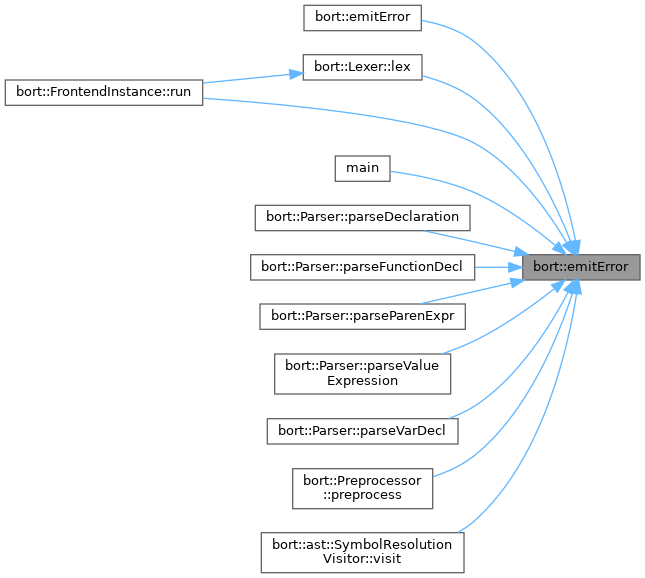 bort::emitError
bort::Lexer::lex
bort::FrontendInstance::run
main
bort::Parser::parseDeclaration
bort::emitError
bort::Parser::parseFunctionDecl
bort::Parser::parseParenExpr
bort::Parser::parseValue
Expression
bort::Parser::parseVarDecl
bort::Preprocessor
::preprocess
bort::ast::SymbolResolution
Visitor::visit